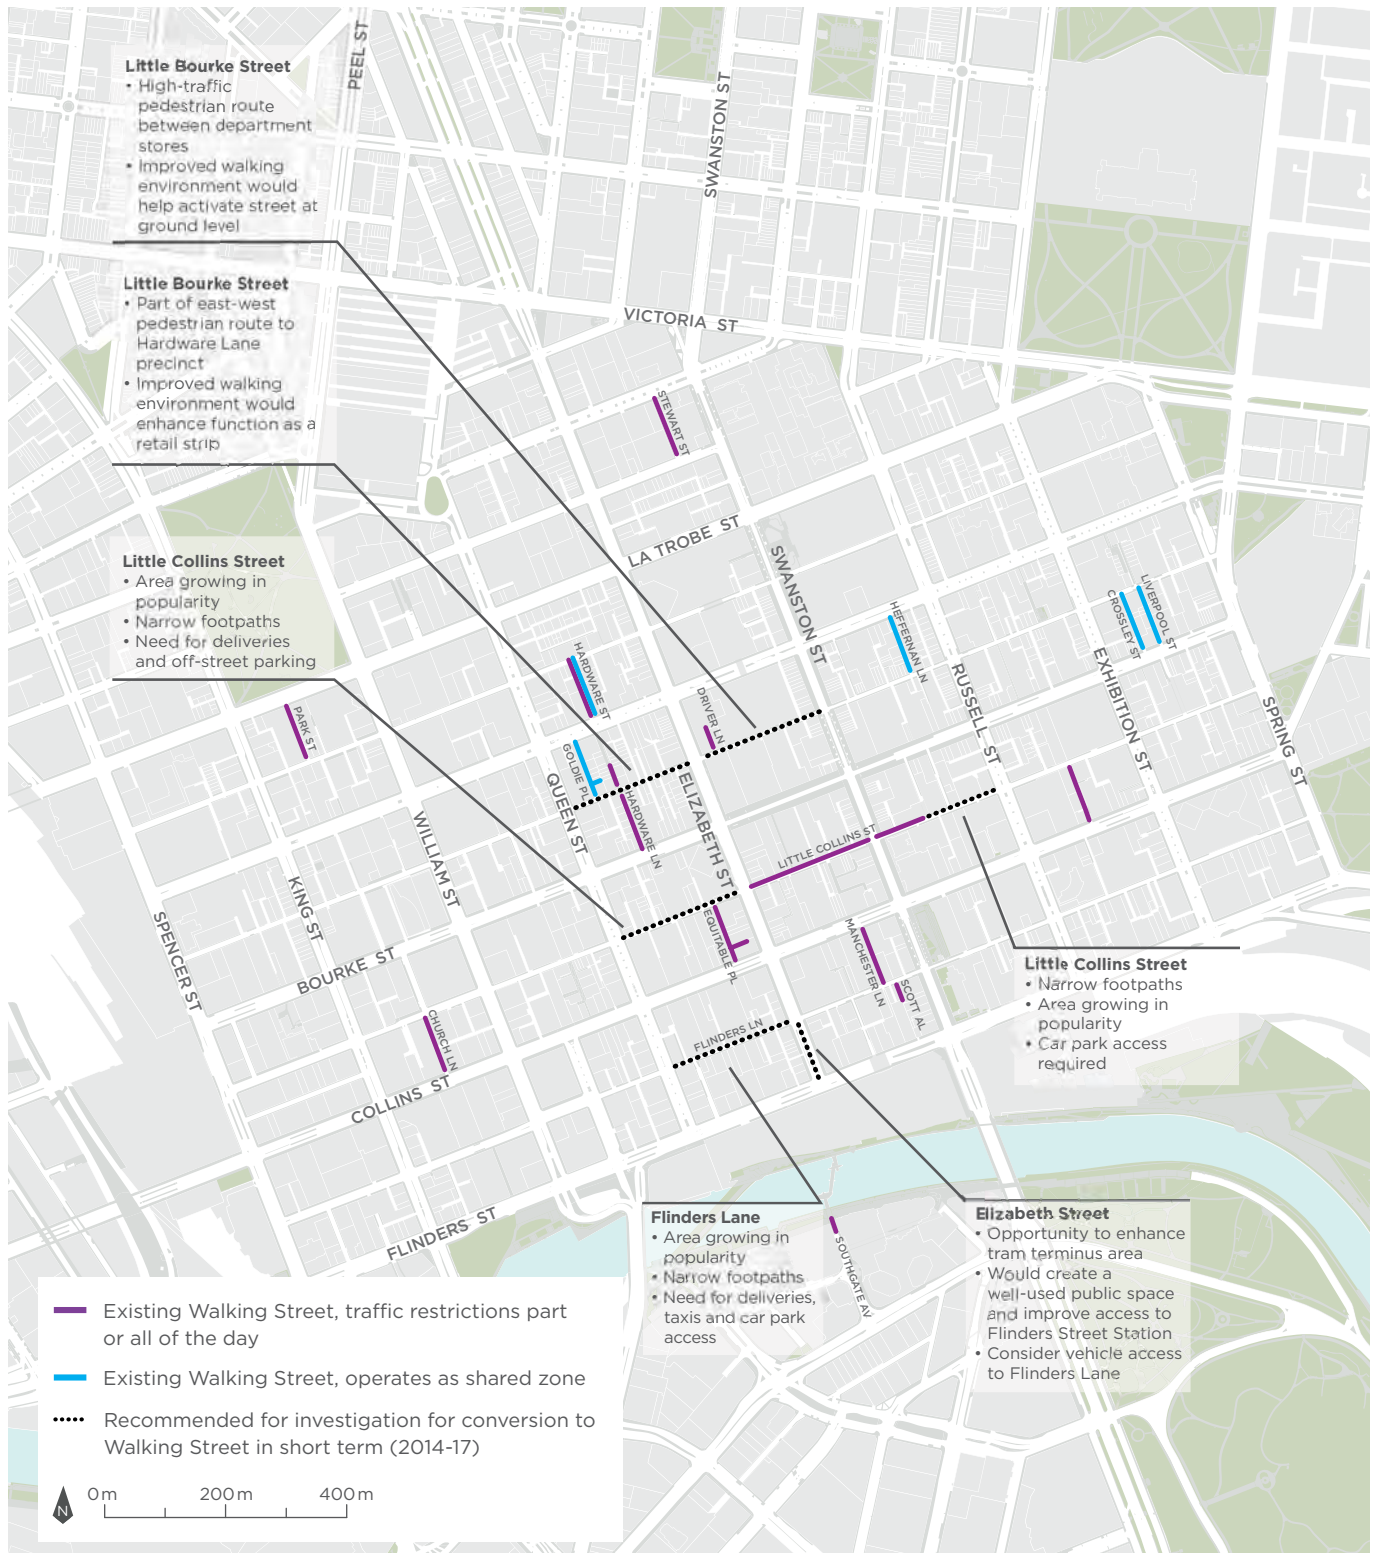 Little Bourke Street
• High-traffic
pedestrian route
between department
stores
• Improved walking
environment would
help activate street at
ground level
Little Bourke Street
• Part of east-west
pedestrian route to
Hardware Lane
precinct
• Improved walking
environment would
enhance function as a
retail strip
Little Collins Street
• Area growing in
popularity
• Narrow footpaths
• Need for deliveries
and off-street parking
PEEL ST
SWANSTON ST
VICTORIA ST
STEWART ST
LA TROBE ST
SWANSTON ST
HEFFERNAN LN
CROSSLEY ST
LIVERPOOL ST
HARDWARE ST
DRIVER LN
RUSSELL ST
EXHIBITION ST
SPRING ST
PARK ST
GOLDIE PL
QUEEN ST
HARDWARE LN
ELIZABETH ST
WILLIAM ST
LITTLE COLLINS ST
KING ST
SPENCER ST
BOURKE ST
EQUITABLE PL
MANCHESTER LN
SCOTT AL
CHURCH LN
FLINDERS LN
COLLINS ST
FLINDERS ST
SOUTHGATE AV
Little Collins Street
• Narrow footpaths
• Area growing in
popularity
• Car park access
required
Flinders Lane
• Area growing in
popularity
• Narrow footpaths
• Need for deliveries,
taxis and car park
access
Elizabeth Street
• Opportunity to enhance
tram terminus area
• Would create a
well-used public space
and improve access to
Flinders Street Station
• Consider vehicle access
to Flinders Lane
Existing Walking Street, traffic restrictions part
or all of the day
Existing Walking Street, operates as shared zone
Recommended for investigation for conversion to
Walking Street in short term (2014-17)
N
0m 200m 400m